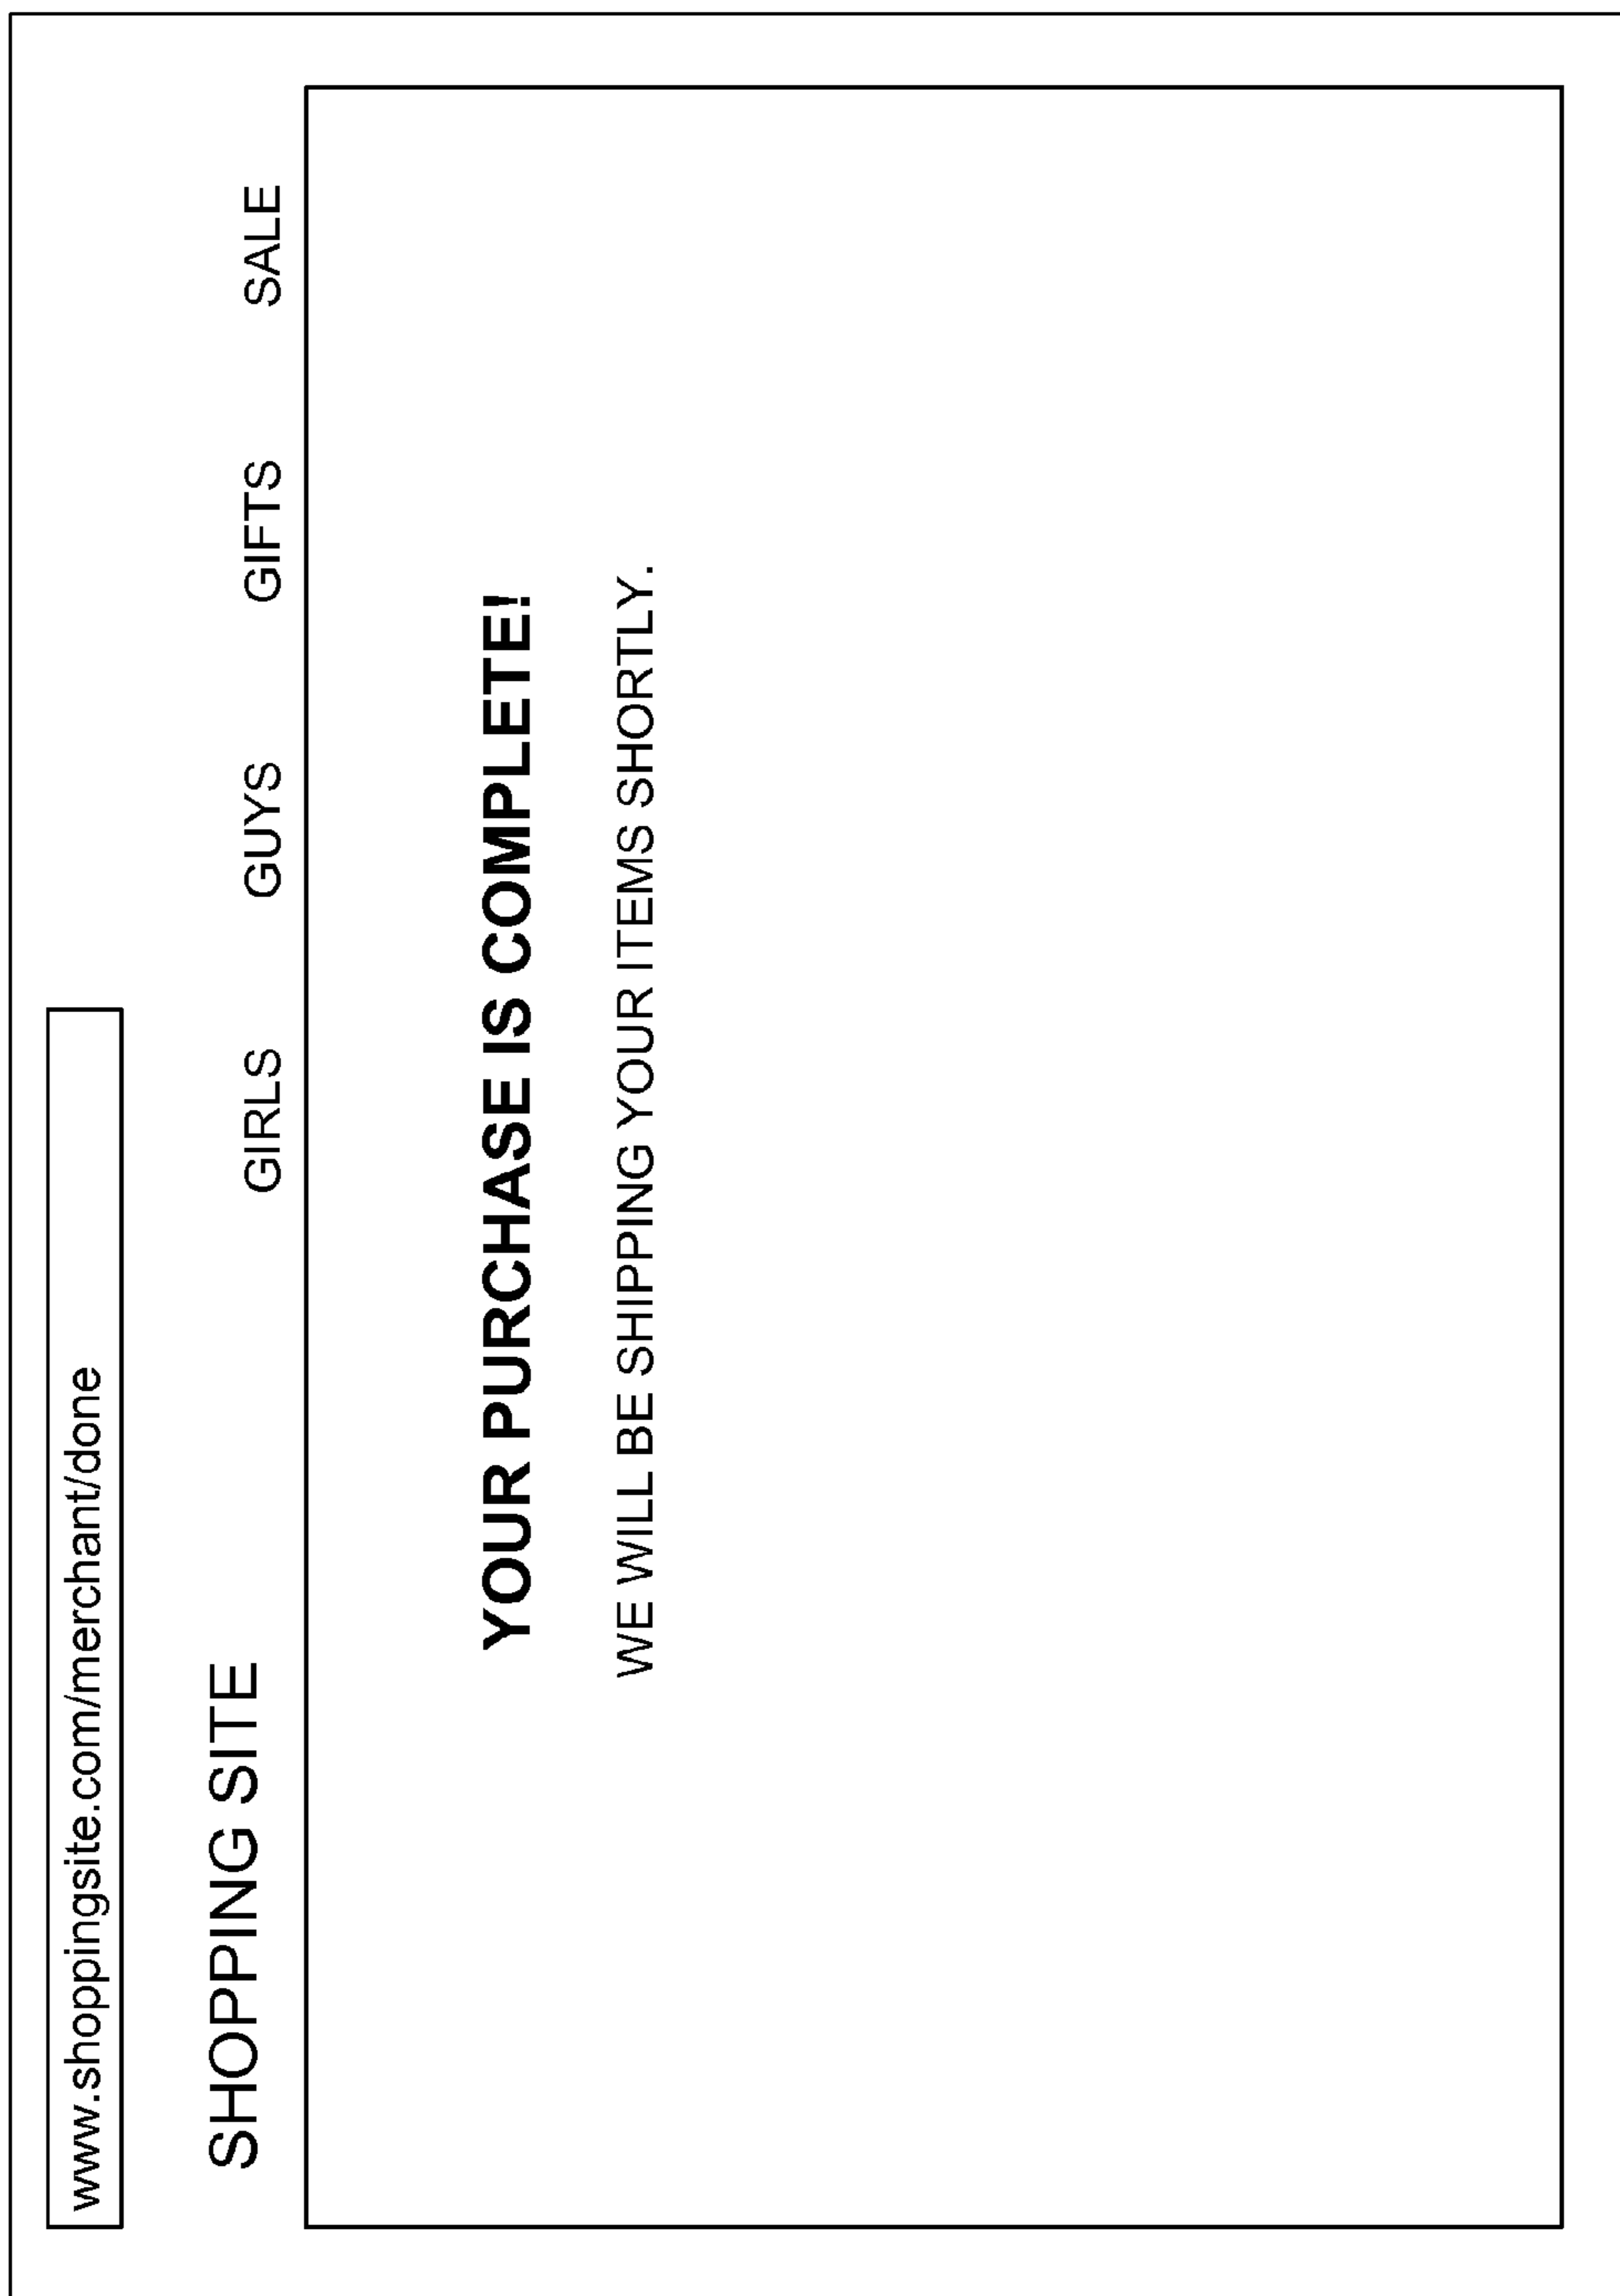 www.shoppingsite.com/merchant/done
SHOPPING SITE
GIRLS GUYS GIFTS SALE
YOUR PURCHASE IS COMPLETE!
WE WILL BE SHIPPING YOUR ITEMS SHORTLY.